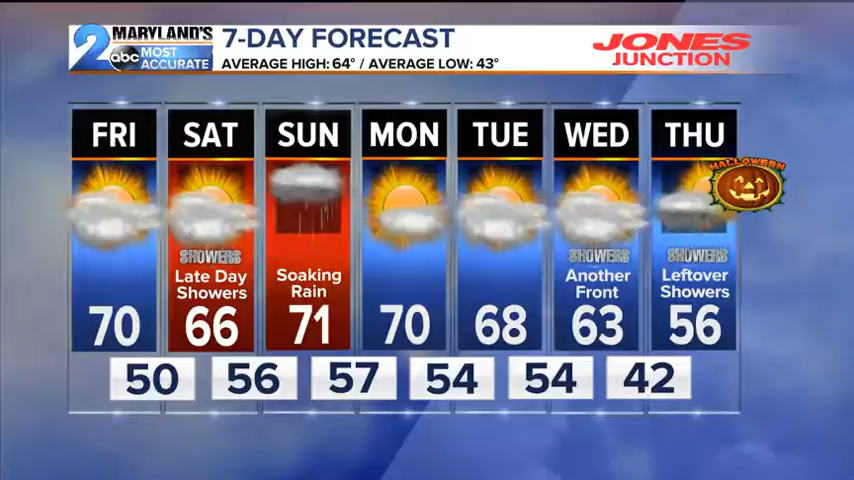 2
MARYLAND'S
abc
MOST
ACCURATE
7-DAY FORECAST
AVERAGE HIGH: 64° / AVERAGE LOW: 43°
JONES
JUNCTION
FRI SAT SUN MON TUE WED THU
HALLOWEEN
SHOWERS SHOWERS SHOWERS
Late Day Soaking Another Leftover
Showers Rain Front Showers
70 66 71 70 68 63 56
50 56 57 54 54 42